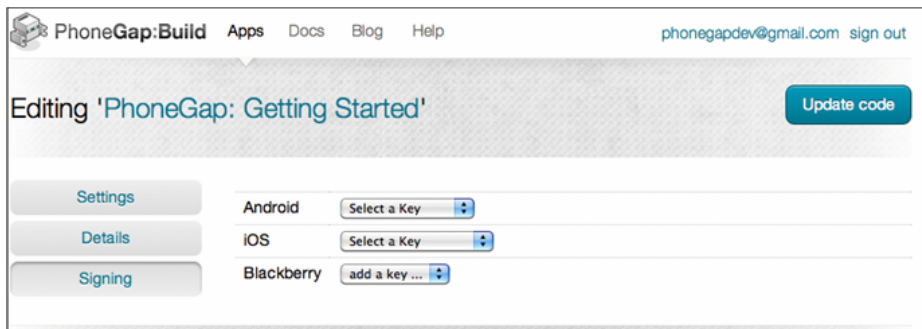 PhoneGap:Build Apps Docs Blog Help phonegapdev@gmail.com sign out
Editing 'PhoneGap: Getting Started' Update code
Settings
Details
Signing
Android Select a Key
iOS Select a Key
Blackberry add a key ...